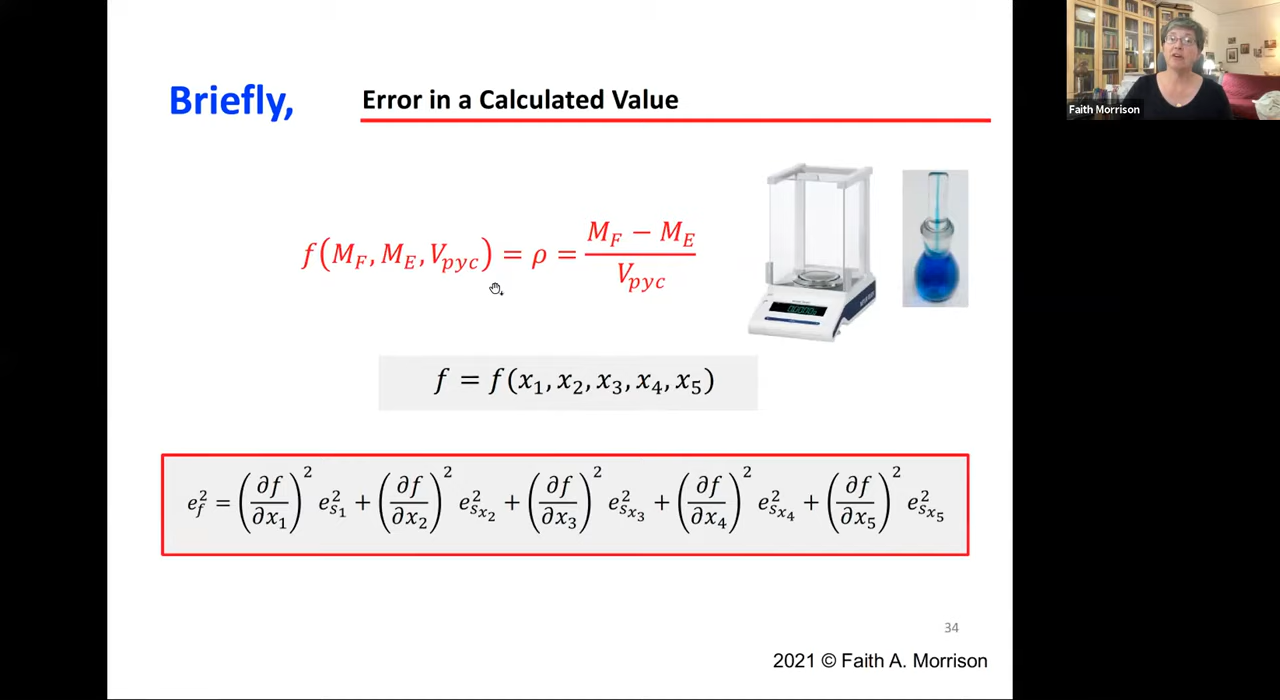 Briefly, Error in a Calculated Value
f(M_F, M_E, V_pyc) = ρ = (M_F − M_E) / V_pyc
f = f(x₁, x₂, x₃, x₄, x₅)
e_f² = (∂f/∂x₁)² e_{s₁}² + (∂f/∂x₂)² e_{s_{x₂}}² + (∂f/∂x₃)² e_{s_{x₃}}² + (∂f/∂x₄)² e_{s_{x₄}}² + (∂f/∂x₅)² e_{s_{x₅}}²
34
2021 © Faith A. Morrison
Faith Morrison